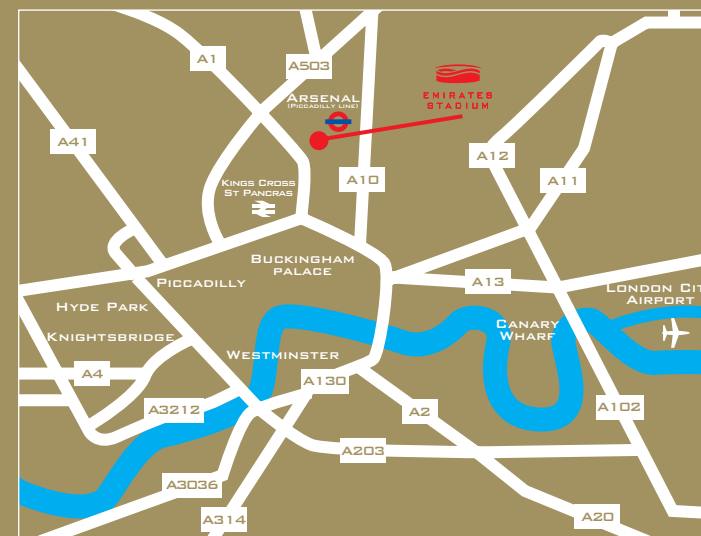 A1
A503
EMIRATES
STADIUM
ARSENAL
(PICCADILLY LINE)
A41
A12
A10
A11
KINGS CROSS
ST PANCRAS
BUCKINGHAM
PALACE
PICCADILLY
A13
LONDON CIT
AIRPORT
HYDE PARK
CANARY
WHARF
KNIGHTSBRIDGE
WESTMINSTER
A4
A130
A3212
A2
A102
A203
A3036
A314
A20